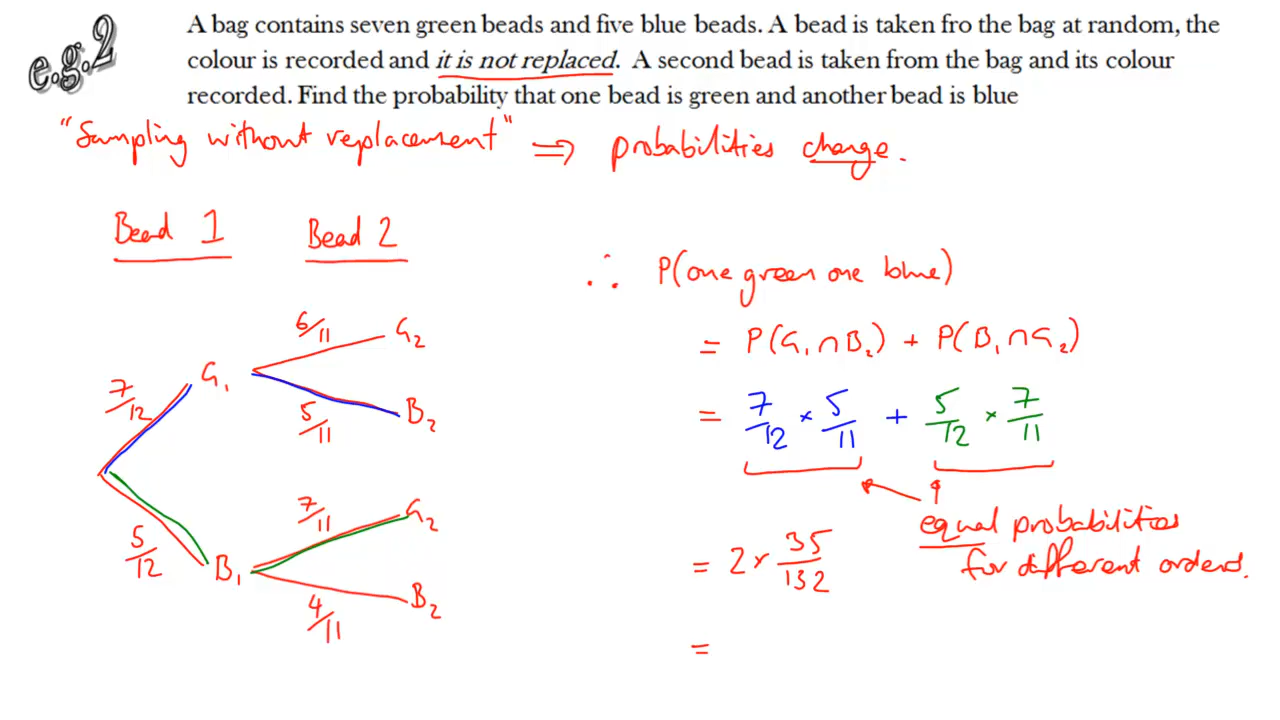 e.g.2
A bag contains seven green beads and five blue beads. A bead is taken fro the bag at random, the
colour is recorded and it is not replaced. A second bead is taken from the bag and its colour
recorded. Find the probability that one bead is green and another bead is blue
"Sampling without replacement" ⇒ probabilities change.
Bead 1 Bead 2
∴ P(one green one blue)
6/11 G₂
= P(G₁∩B₂) + P(B₁∩G₂)
7/12 G₁
5/11 B₂
= 7/12 × 5/11 + 5/12 × 7/11
7/11 G₂
equal probabilities
for different orders.
5/12 B₁
= 2 × 35/132
4/11 B₂
=